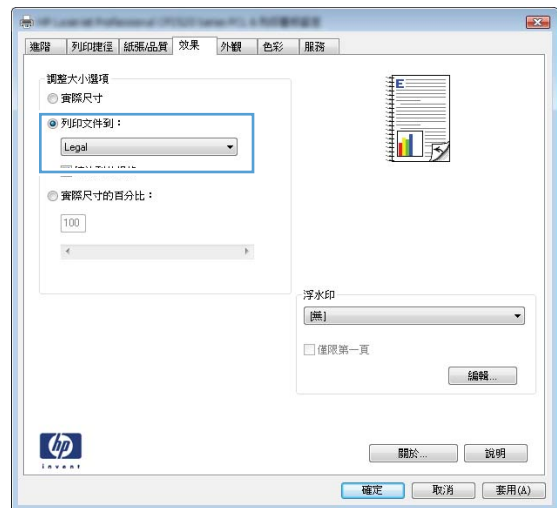 進階 列印捷徑 紙張/品質 效果 外觀 色彩 服務
調整大小選項
實際尺寸
列印文件到：
Legal
實際尺寸的百分比：
100
E
浮水印
[無]
僅限第一頁
編輯...
hp
invent
關於... 說明
確定 取消 套用(A)